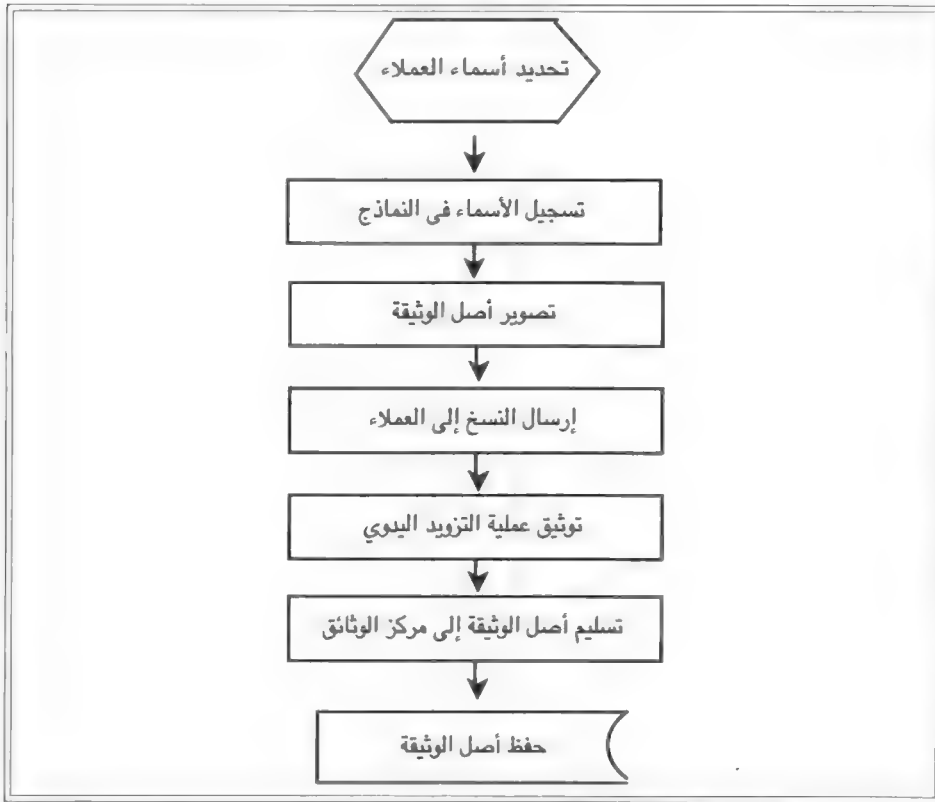 تحديد أسماء العملاء
تسجيل الأسماء فى النماذج
تصوير أصل الوثيقة
إرسال النسخ إلى العملاء
توثيق عملية التزويد اليدوي
تسليم أصل الوثيقة إلى مركز الوثائق
حفظ أصل الوثيقة